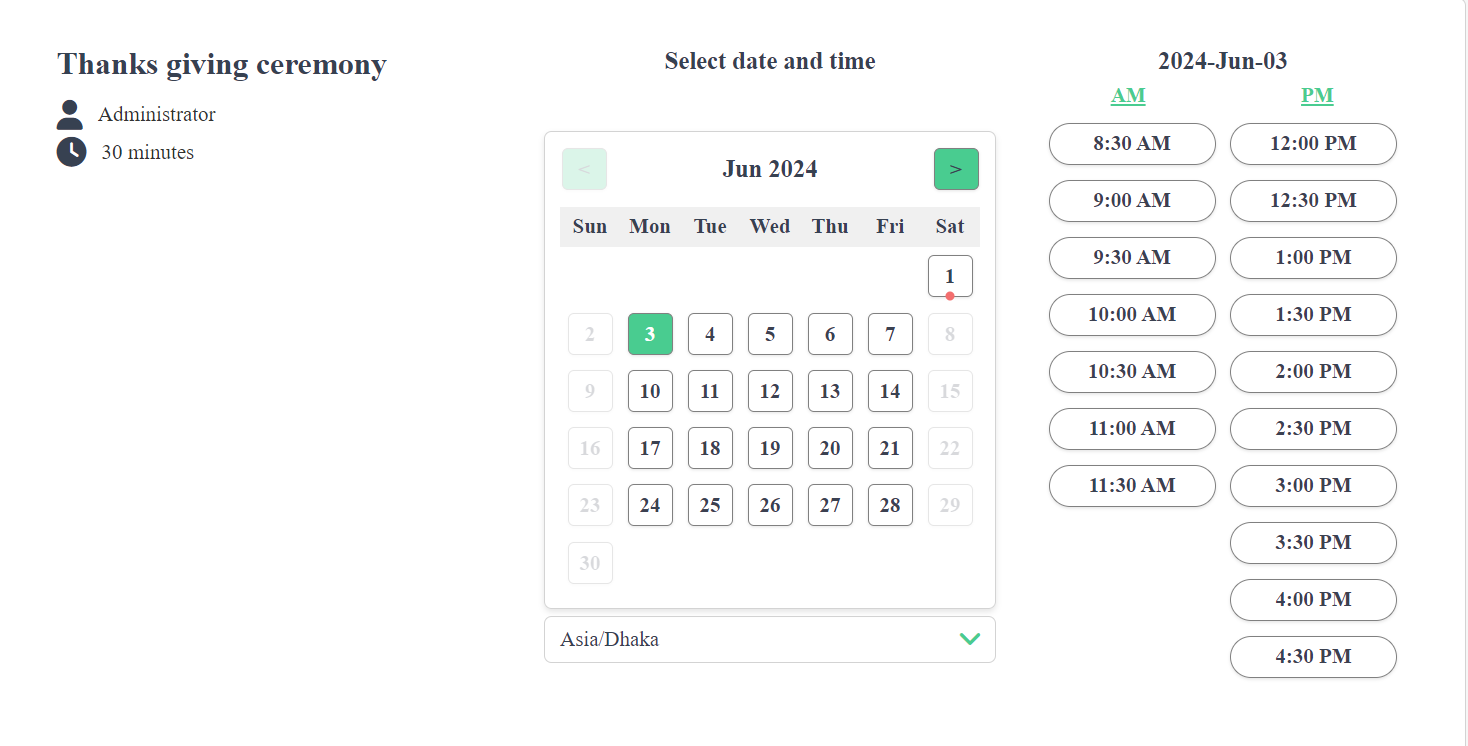 Thanks giving ceremony
Administrator
30 minutes
Select date and time
< Jun 2024 >
Sun Mon Tue Wed Thu Fri Sat
1
2 3 4 5 6 7 8
9 10 11 12 13 14 15
16 17 18 19 20 21 22
23 24 25 26 27 28 29
30
Asia/Dhaka
2024-Jun-03
AM PM
8:30 AM 12:00 PM
9:00 AM 12:30 PM
9:30 AM 1:00 PM
10:00 AM 1:30 PM
10:30 AM 2:00 PM
11:00 AM 2:30 PM
11:30 AM 3:00 PM
3:30 PM
4:00 PM
4:30 PM